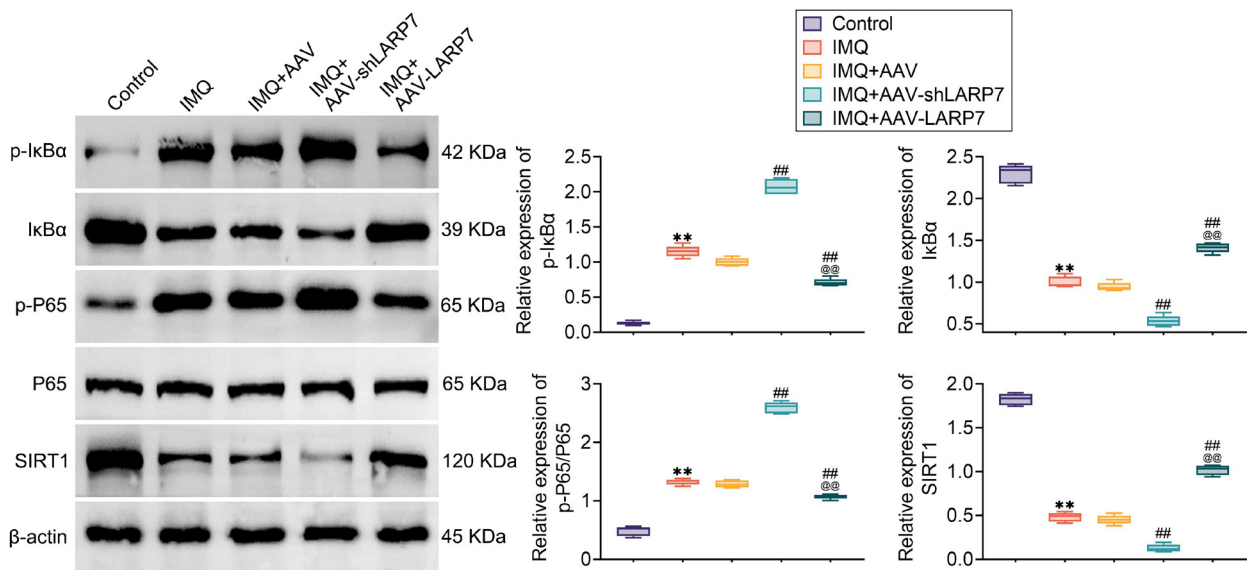 Control
IMQ
IMQ+AAV
IMQ+
AAV-shLARP7
IMQ+
AAV-LARP7
p-IκBα
42 KDa
IκBα
39 KDa
p-P65
65 KDa
P65
65 KDa
SIRT1
120 KDa
β-actin
45 KDa
Control
IMQ
IMQ+AAV
IMQ+AAV-shLARP7
IMQ+AAV-LARP7
Relative expression of
p-IκBα
2.5
2.0
1.5
1.0
0.5
0.0
**
##
##
@@
Relative expression of
IκBα
2.5
2.0
1.5
1.0
0.5
**
##
##
@@
Relative expression of
p-P65/P65
3
2
1
0
**
##
##
@@
Relative expression of
SIRT1
2.0
1.5
1.0
0.5
0.0
**
##
##
@@